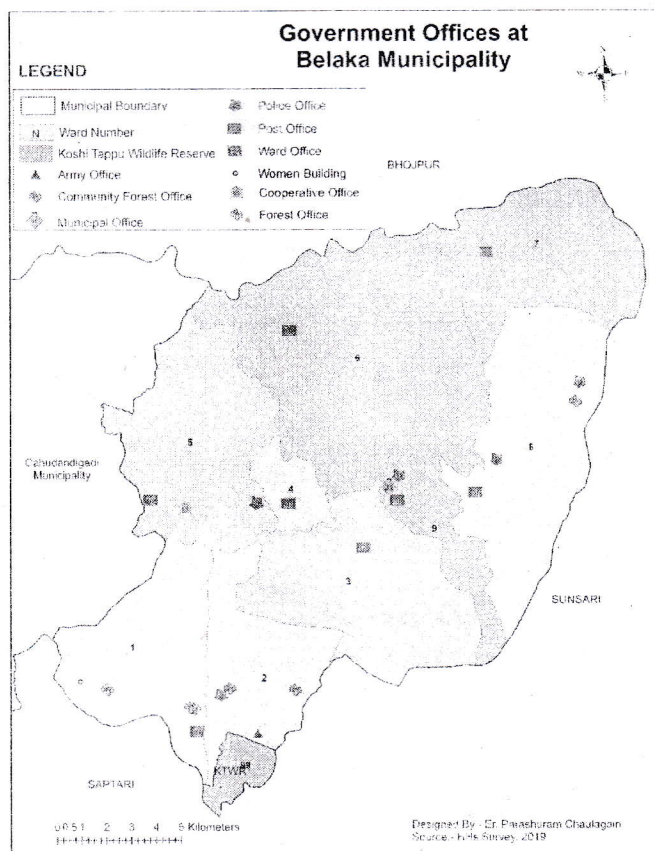 Government Offices at
Belaka Municipality
LEGEND
Municipal Boundary
N Ward Number
Koshi Tappu Wildlife Reserve
Army Office
Community Forest Office
Municipal Office
Police Office
Post Office
Ward Office
Women Building
Cooperative Office
Forest Office
BHOJPUR
7
6
5
4
9
3
1
2
Municipality
SUNSARI
KTWR
SAPTARI
0 0.5 1 2 3 4 5 Kilometers
Designed By - Er. Parashuram Chaulagain
Source - HHs Survey, 2019